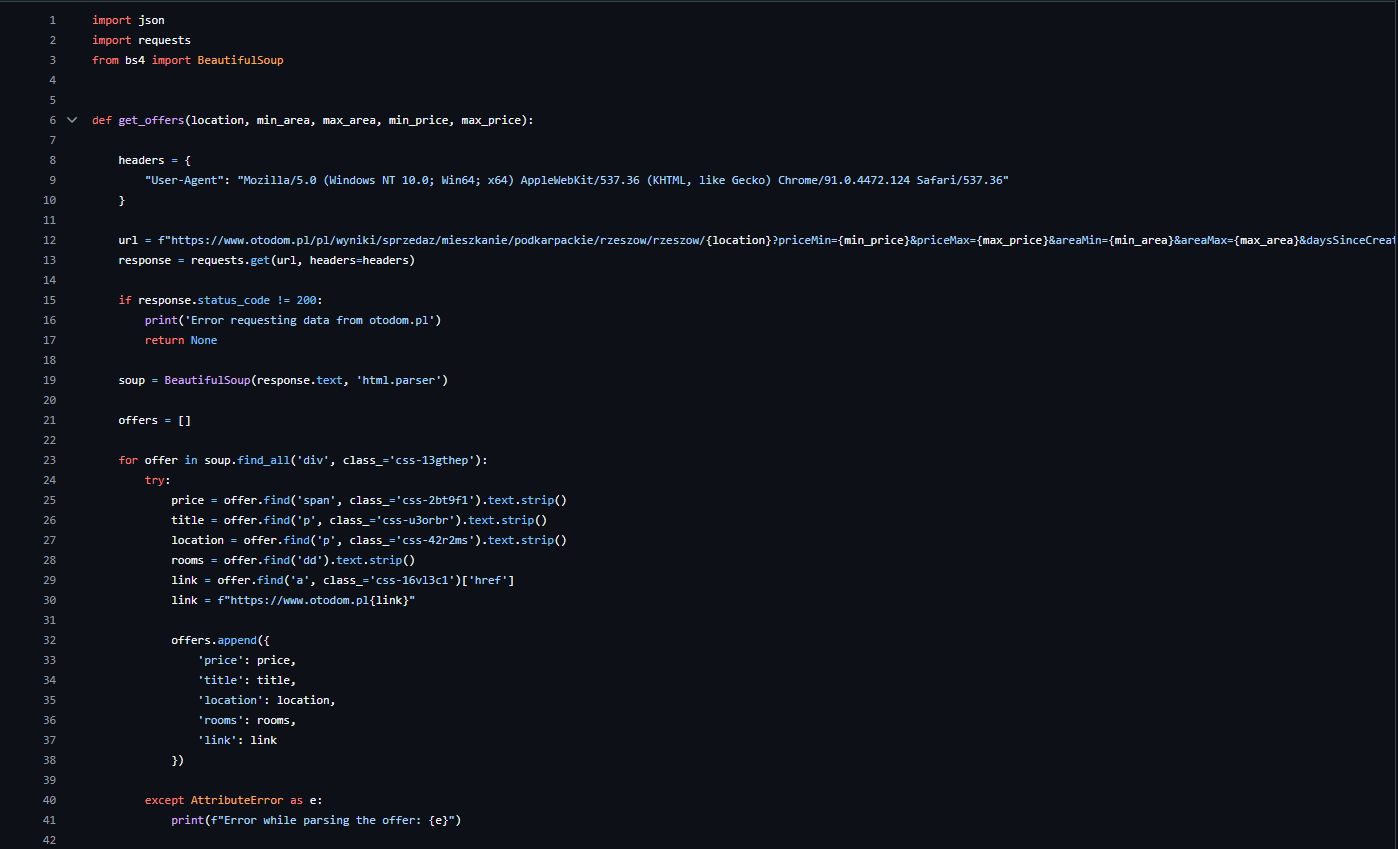 1 import json
2 import requests
3 from bs4 import BeautifulSoup
4
5
6 def get_offers(location, min_area, max_area, min_price, max_price):
7
8     headers = {
9         "User-Agent": "Mozilla/5.0 (Windows NT 10.0; Win64; x64) AppleWebKit/537.36 (KHTML, like Gecko) Chrome/91.0.4472.124 Safari/537.36"
10     }
11
12     url = f"https://www.otodom.pl/pl/wyniki/sprzedaz/mieszkanie/podkarpackie/rzeszow/rzeszow/{location}?priceMin={min_price}&priceMax={max_price}&areaMin={min_area}&areaMax={max_area}&daysSinceCreat
13     response = requests.get(url, headers=headers)
14
15     if response.status_code != 200:
16         print('Error requesting data from otodom.pl')
17         return None
18
19     soup = BeautifulSoup(response.text, 'html.parser')
20
21     offers = []
22
23     for offer in soup.find_all('div', class_='css-13gthep'):
24         try:
25             price = offer.find('span', class_='css-2bt9f1').text.strip()
26             title = offer.find('p', class_='css-u3orbr').text.strip()
27             location = offer.find('p', class_='css-42r2ms').text.strip()
28             rooms = offer.find('dd').text.strip()
29             link = offer.find('a', class_='css-16vl3c1')['href']
30             link = f"https://www.otodom.pl{link}"
31
32             offers.append({
33                 'price': price,
34                 'title': title,
35                 'location': location,
36                 'rooms': rooms,
37                 'link': link
38             })
39
40         except AttributeError as e:
41             print(f"Error while parsing the offer: {e}")
42